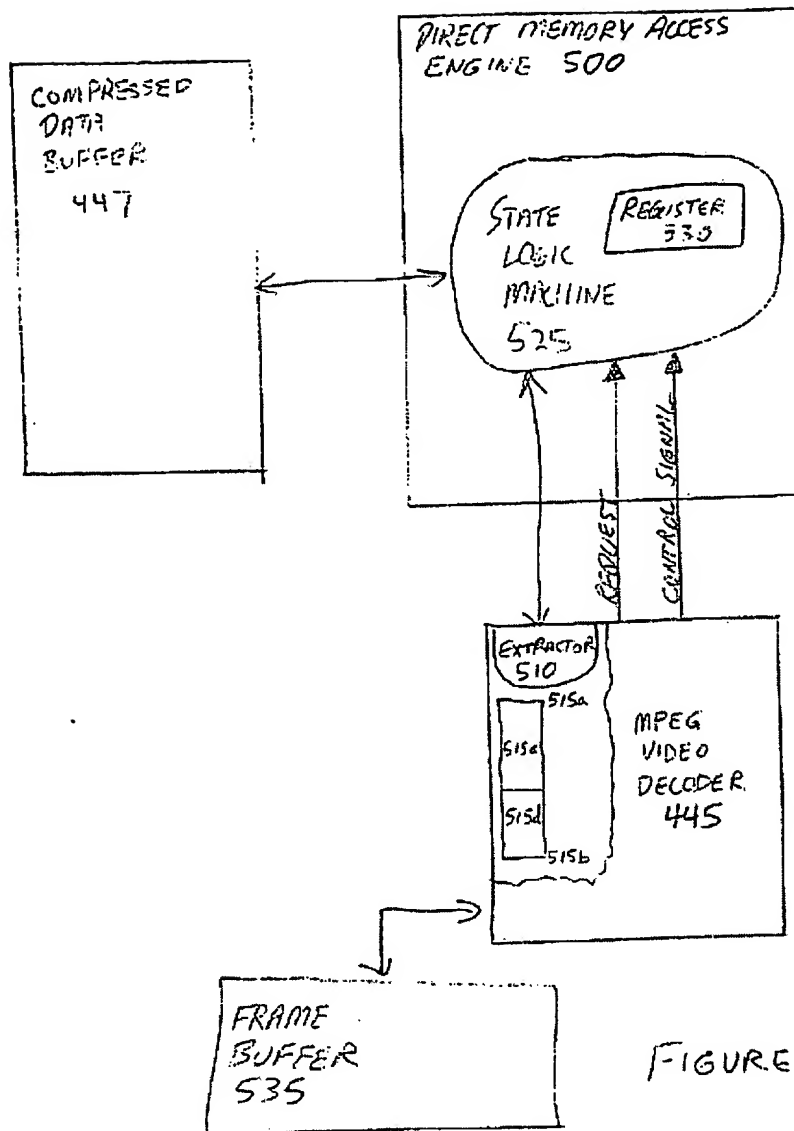 DIRECT MEMORY ACCESS
ENGINE 500
COMPRESSED
DATA
BUFFER
447
STATE
LOGIC
MACHINE
525
REGISTER
530
REQUEST
CONTROL SIGNAL
EXTRACTOR
510
515a
515c
515d
515b
MPEG
VIDEO
DECODER
445
FRAME
BUFFER
535
FIGURE